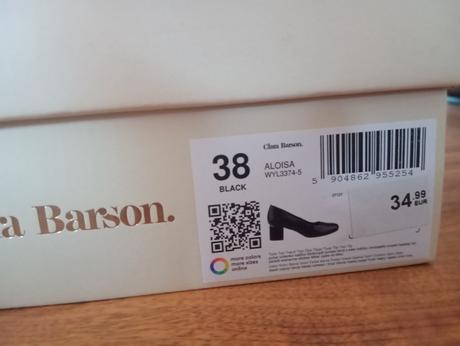 Clara Barson.
38
BLACK
ALOISA
WYL3374-5
5 904862 955254
34.99
EUR
a Barson.
more colors
more sizes
online